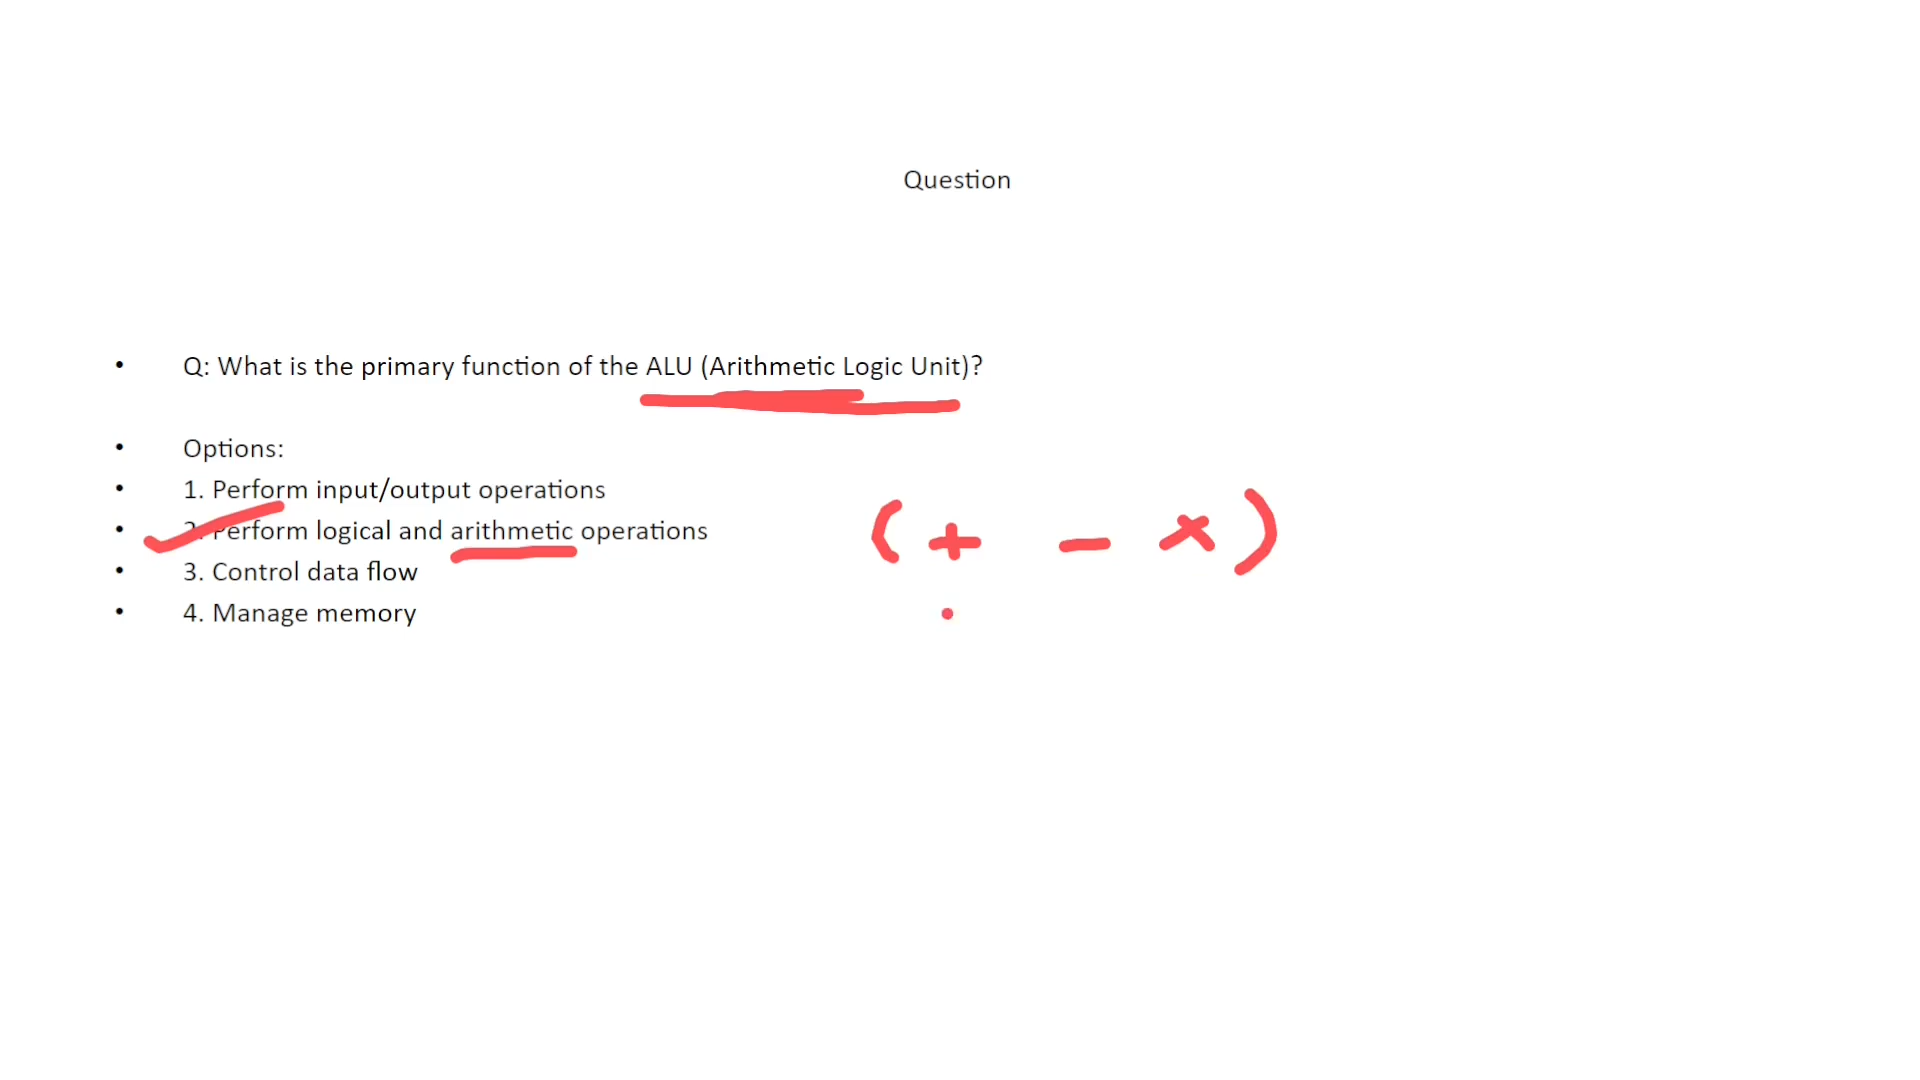 Question
• Q: What is the primary function of the ALU (Arithmetic Logic Unit)?
• Options:
• 1. Perform input/output operations
• 2. Perform logical and arithmetic operations
( + - × )
• 3. Control data flow
• 4. Manage memory